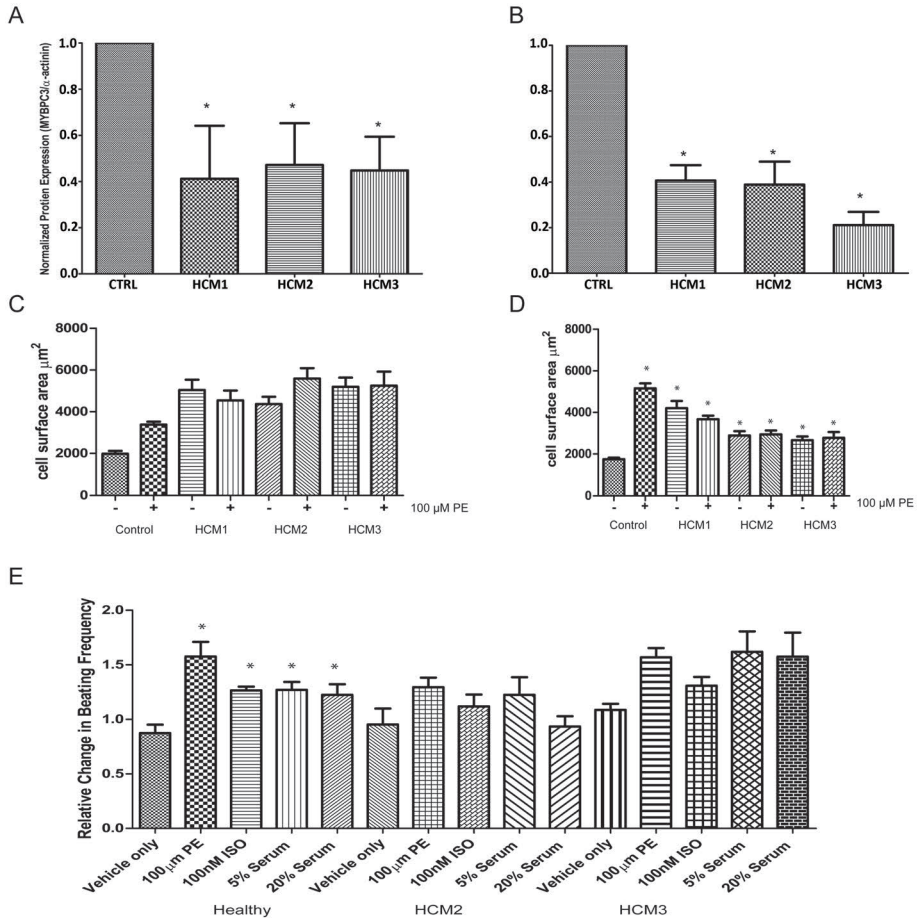 A
Normalized Protien Expression (MYBPC3/α-actinin)
1.0
0.8
0.6
0.4
0.2
0.0
*
*
*
CTRL HCM1 HCM2 HCM3
B
1.0
0.8
0.6
0.4
0.2
0.0
*
*
*
CTRL HCM1 HCM2 HCM3
C
cell surface area μm²
8000
6000
4000
2000
0
- + - + - + - + 100 μM PE
Control HCM1 HCM2 HCM3
D
cell surface area μm²
8000
6000
4000
2000
0
* * * * * * *
- + - + - + - + 100 μM PE
Control HCM1 HCM2 HCM3
E
Relative Change in Beating Frequency
2.0
1.5
1.0
0.5
0.0
* * * *
Vehicle only 100μm PE 100nM ISO 5% Serum 20% Serum Vehicle only 100μm PE 100nM ISO 5% Serum 20% Serum Vehicle only 100μm PE 100nM ISO 5% Serum 20% Serum
Healthy HCM2 HCM3